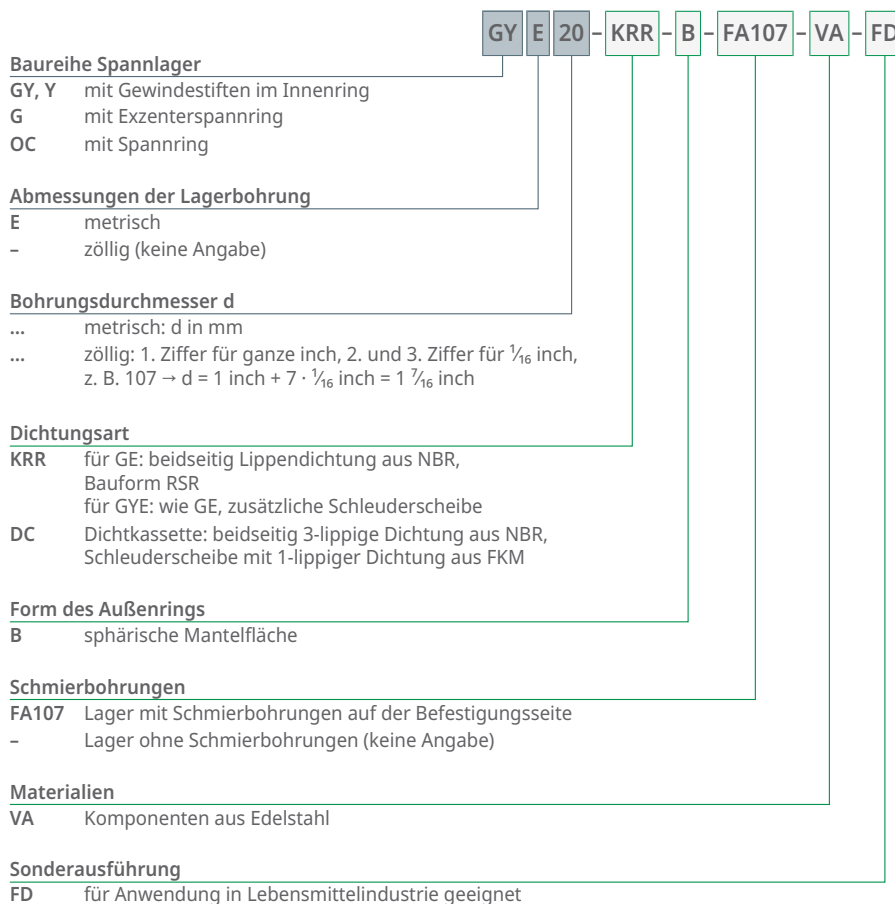 GY E 20 – KRR – B – FA107 – VA – FD
Baureihe Spannlager
GY, Y mit Gewindestiften im Innenring
G mit Exzenterspannring
OC mit Spannring
Abmessungen der Lagerbohrung
E metrisch
– zöllig (keine Angabe)
Bohrungsdurchmesser d
... metrisch: d in mm
... zöllig: 1. Ziffer für ganze inch, 2. und 3. Ziffer für ¹⁄₁₆ inch,
z. B. 107 → d = 1 inch + 7 · ¹⁄₁₆ inch = 1 ⁷⁄₁₆ inch
Dichtungsart
KRR für GE: beidseitig Lippendichtung aus NBR,
Bauform RSR
für GYE: wie GE, zusätzliche Schleuderscheibe
DC Dichtkassette: beidseitig 3-lippige Dichtung aus NBR,
Schleuderscheibe mit 1-lippiger Dichtung aus FKM
Form des Außenrings
B sphärische Mantelfläche
Schmierbohrungen
FA107 Lager mit Schmierbohrungen auf der Befestigungsseite
– Lager ohne Schmierbohrungen (keine Angabe)
Materialien
VA Komponenten aus Edelstahl
Sonderausführung
FD für Anwendung in Lebensmittelindustrie geeignet